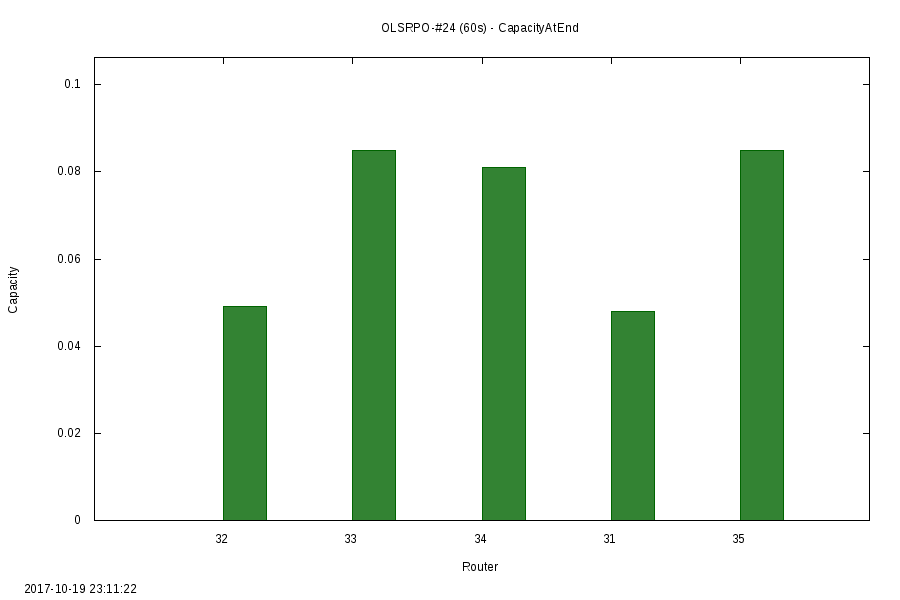 OLSRPO-#24 (60s) - CapacityAtEnd
0.1
0.08
0.06
0.04
0.02
0
Capacity
32 33 34 31 35
Router
2017-10-19 23:11:22